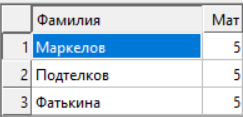 Фамилия Мат
1 Маркелов 5
2 Подтелков 5
3 Фатькина 5